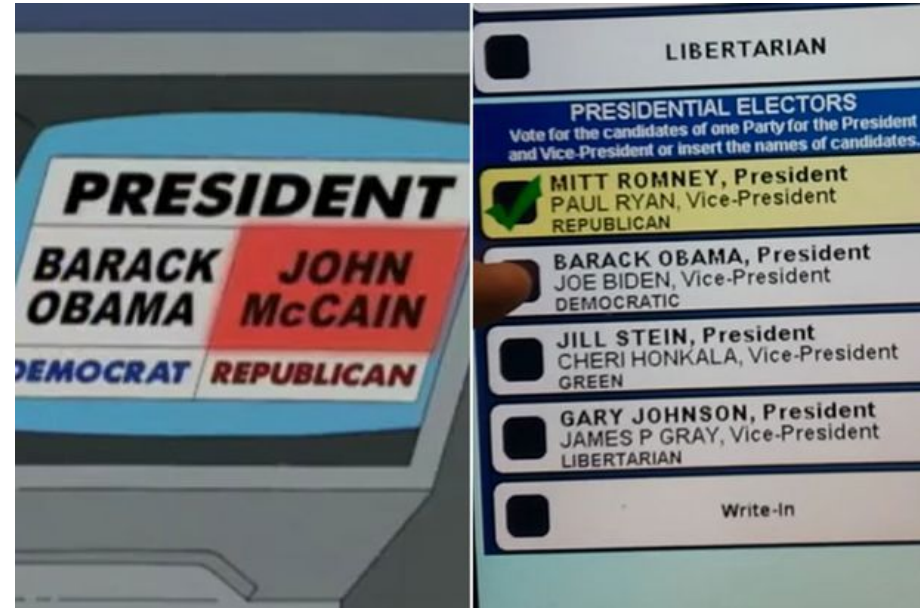 PRESIDENT
BARACK
OBAMA
JOHN
McCAIN
DEMOCRAT
REPUBLICAN
LIBERTARIAN
PRESIDENTIAL ELECTORS
Vote for the candidates of one Party for the President
and Vice-President or insert the names of candidates.
MITT ROMNEY, President
PAUL RYAN, Vice-President
REPUBLICAN
BARACK OBAMA, President
JOE BIDEN, Vice-President
DEMOCRATIC
JILL STEIN, President
CHERI HONKALA, Vice-President
GREEN
GARY JOHNSON, President
JAMES P GRAY, Vice-President
LIBERTARIAN
Write-In